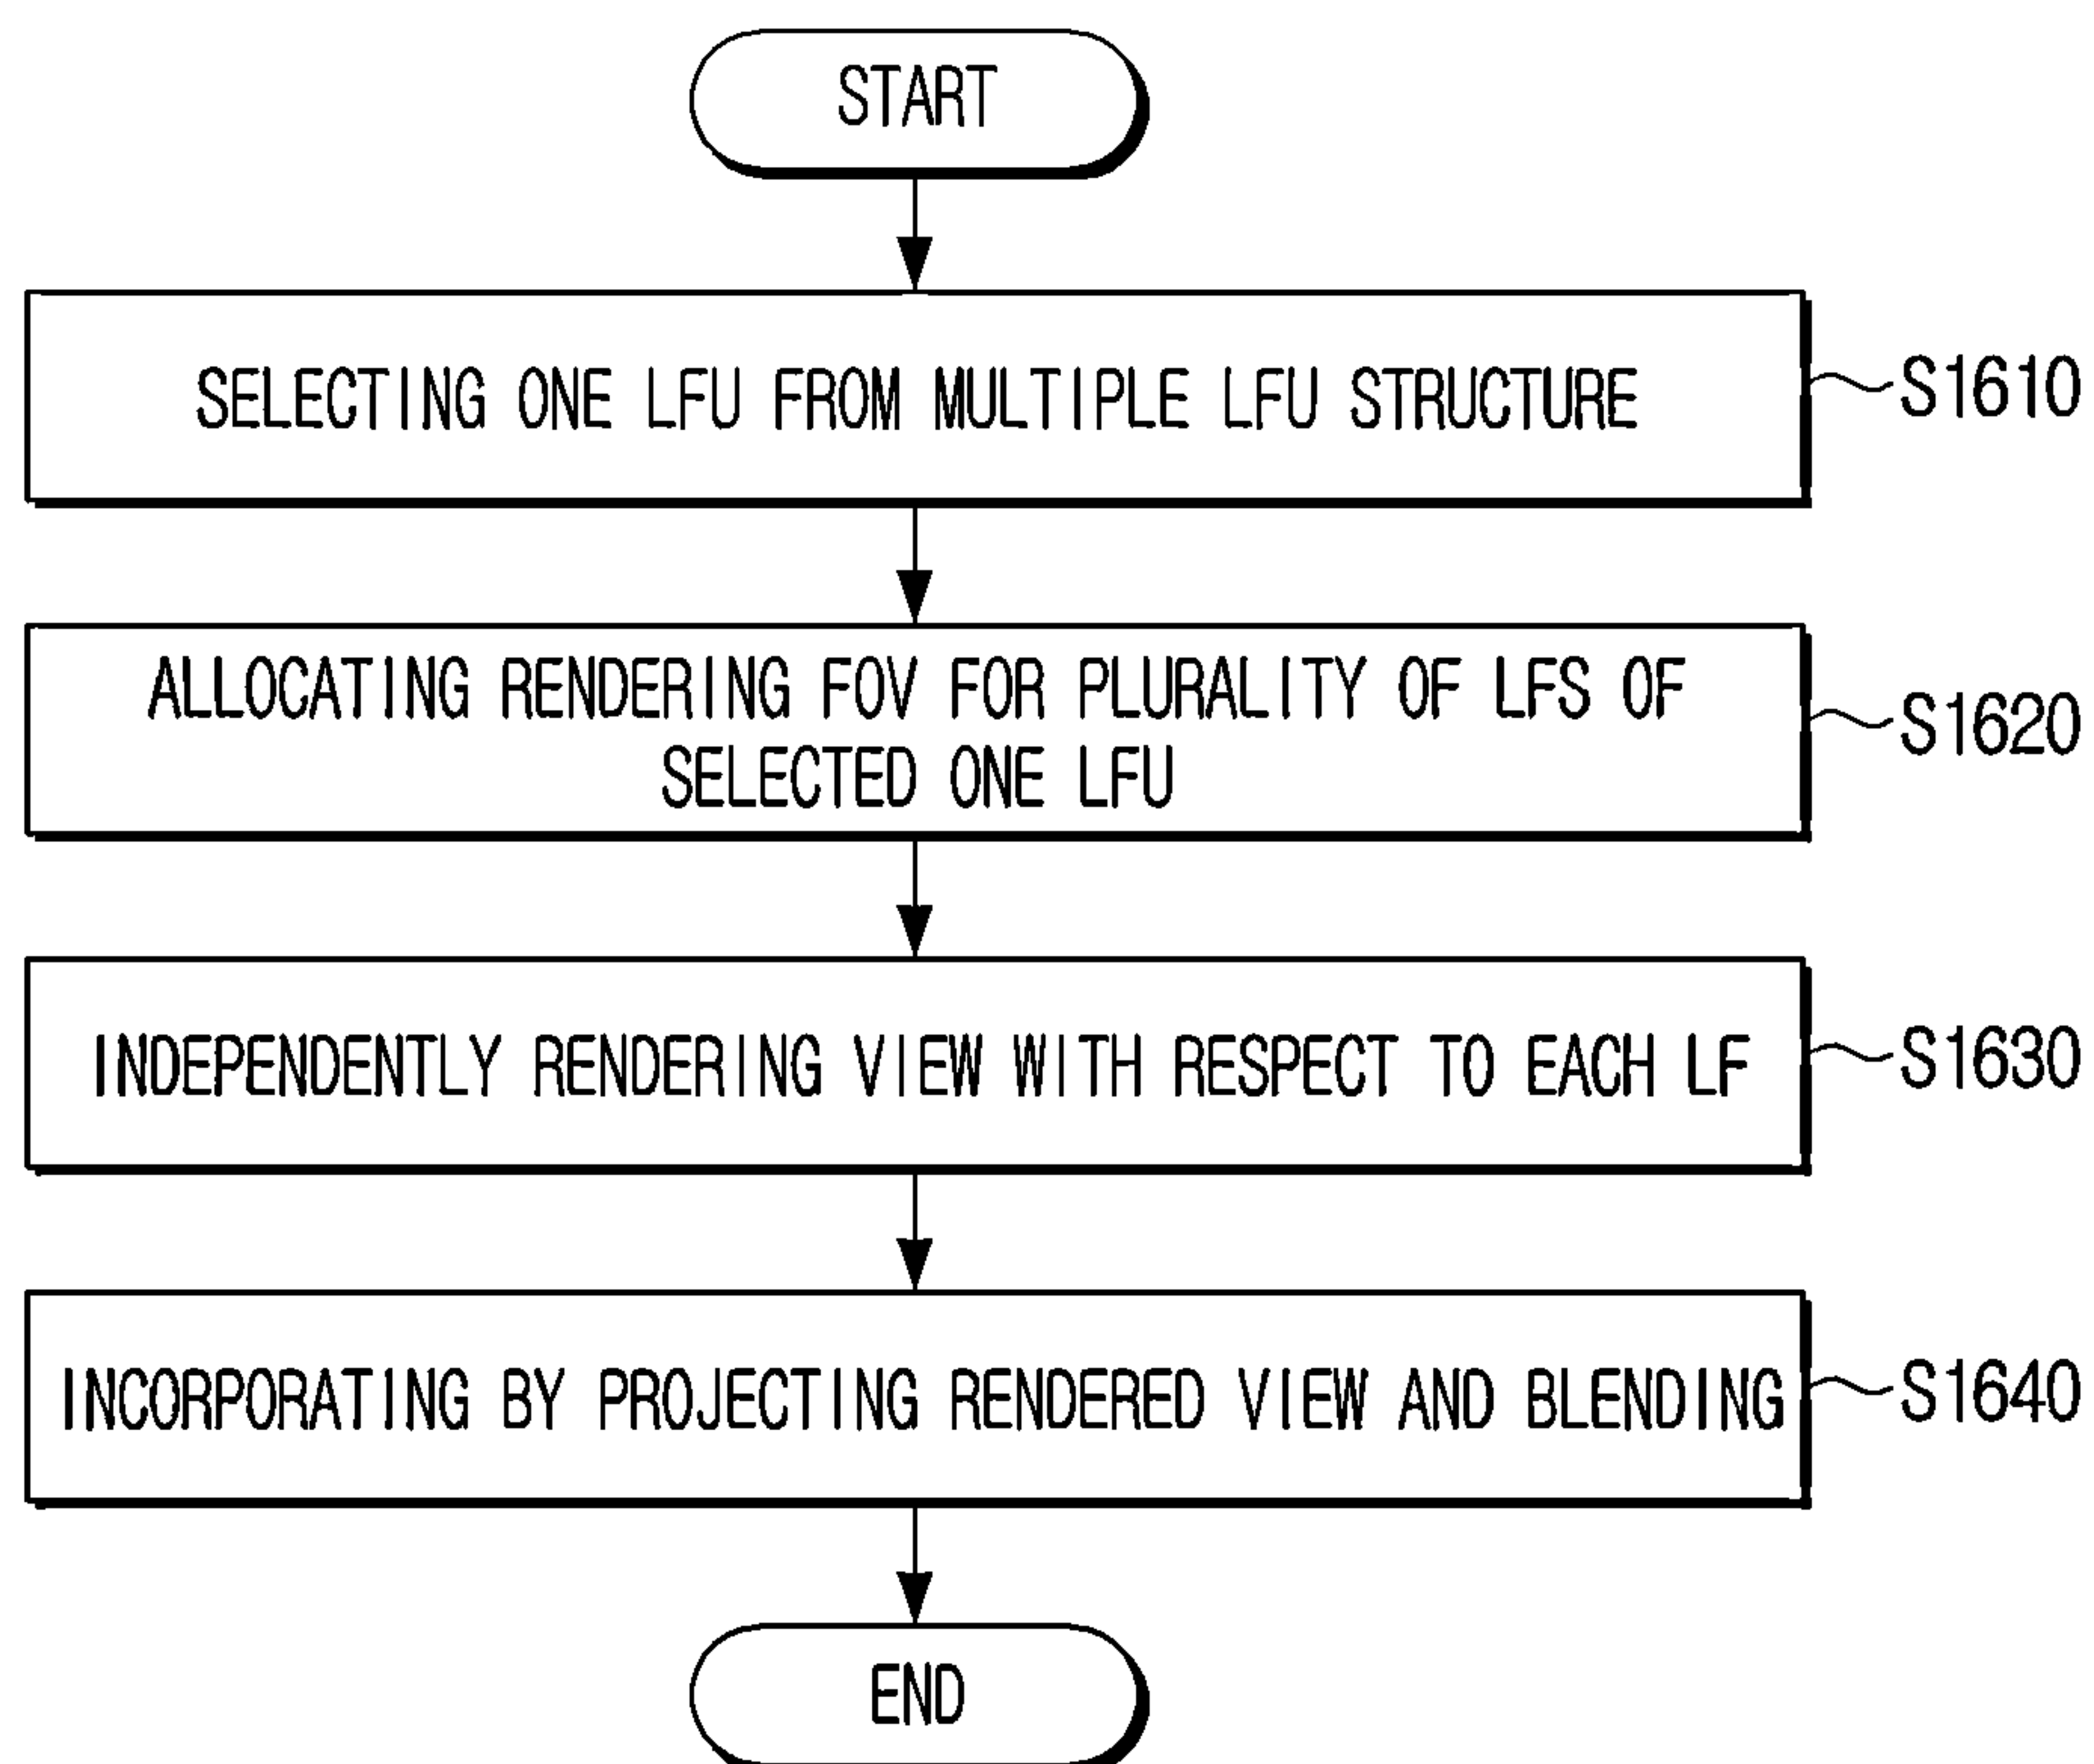 START
SELECTING ONE LFU FROM MULTIPLE LFU STRUCTURE
S1610
ALLOCATING RENDERING FOV FOR PLURALITY OF LFS OF
SELECTED ONE LFU
S1620
INDEPENDENTLY RENDERING VIEW WITH RESPECT TO EACH LF
S1630
INCORPORATING BY PROJECTING RENDERED VIEW AND BLENDING
S1640
END